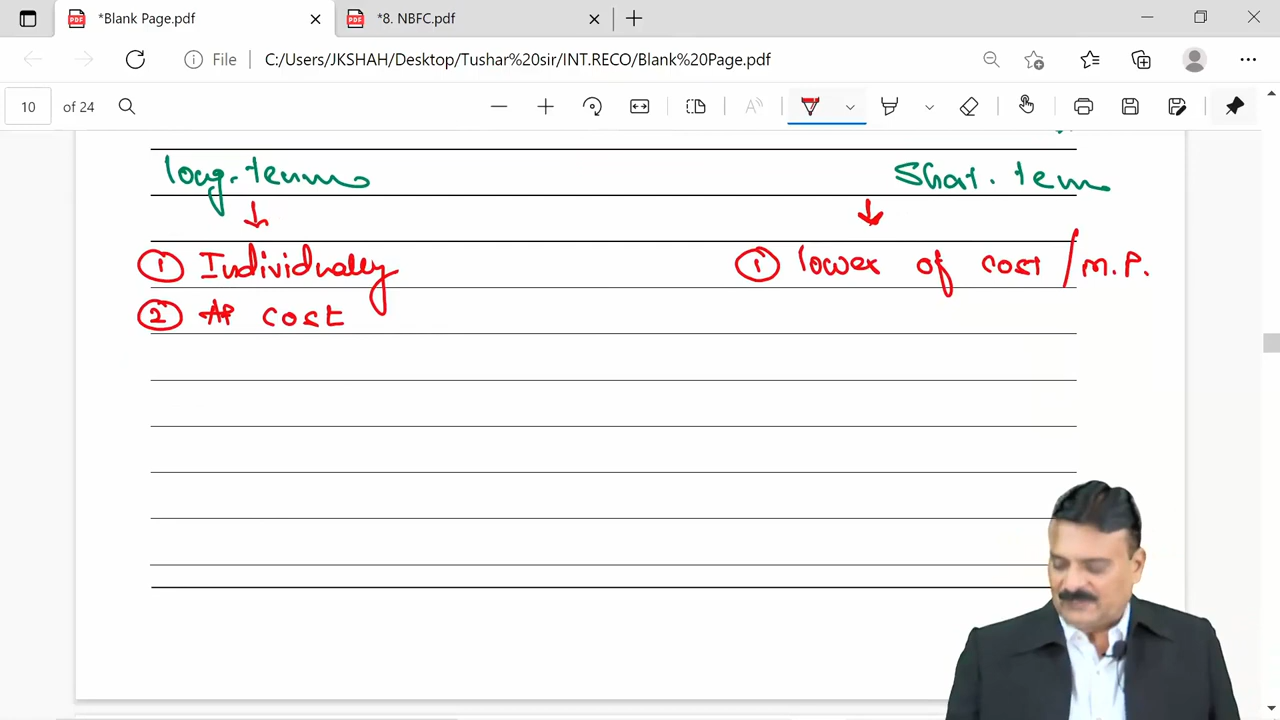 *Blank Page.pdf
*8. NBFC.pdf
File C:/Users/JKSHAH/Desktop/Tushar%20sir/INT.RECO/Blank%20Page.pdf
10 of 24
long-term
Short-term
① Individually
① lower of cost / M.P.
② At cost